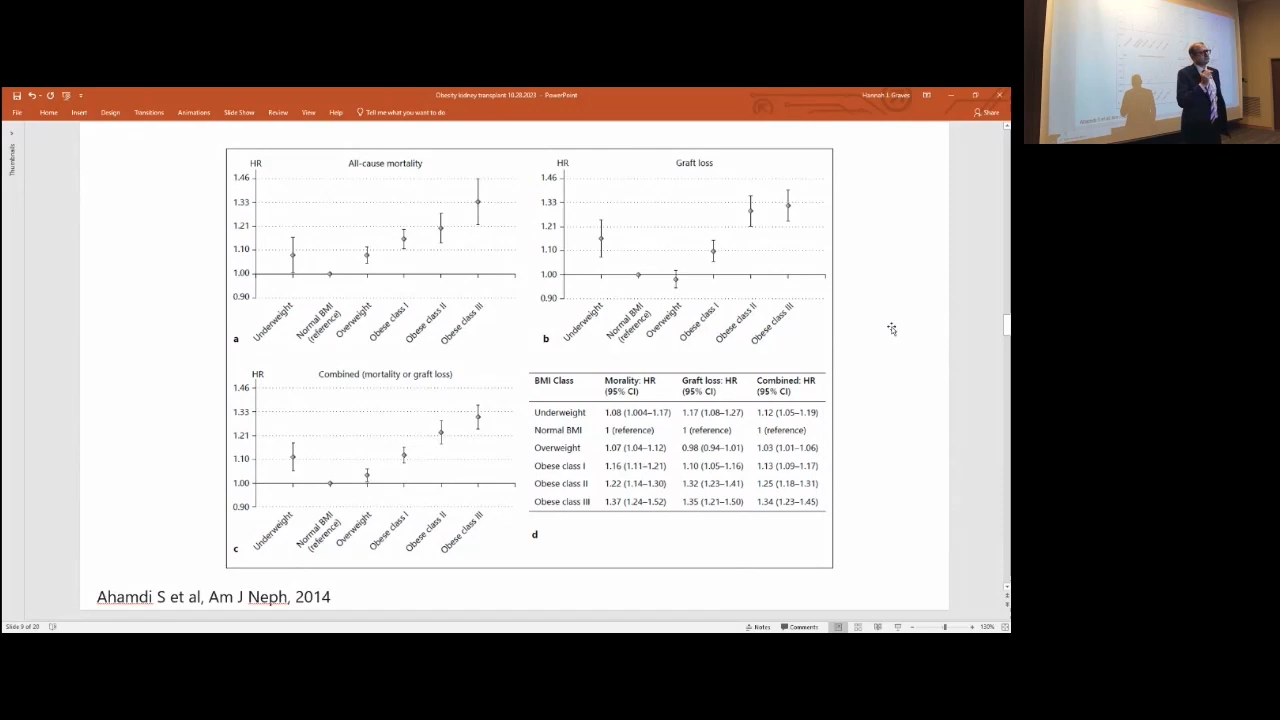 Obesity kidney transplant 10.28.2023 - PowerPoint
Hannah J. Graves
File Home Insert Design Transitions Animations Slide Show Review View Help Tell me what you want to do
Share
Thumbnails
HR All-cause mortality
1.46
1.33
1.21
1.10
1.00
0.90
Underweight
Normal BMI
(reference)
Overweight
Obese class I
Obese class II
Obese class III
a
HR Graft loss
1.46
1.33
1.21
1.10
1.00
0.90
Underweight
Normal BMI
(reference)
Overweight
Obese class I
Obese class II
Obese class III
b
HR Combined (mortality or graft loss)
1.46
1.33
1.21
1.10
1.00
0.90
Underweight
Normal BMI
(reference)
Overweight
Obese class I
Obese class II
Obese class III
c
BMI Class Morality: HR Graft loss: HR Combined: HR
(95% CI) (95% CI) (95% CI)
Underweight 1.08 (1.004–1.17) 1.17 (1.08–1.27) 1.12 (1.05–1.19)
Normal BMI 1 (reference) 1 (reference) 1 (reference)
Overweight 1.07 (1.04–1.12) 0.98 (0.94–1.01) 1.03 (1.01–1.06)
Obese class I 1.16 (1.11–1.21) 1.10 (1.05–1.16) 1.13 (1.09–1.17)
Obese class II 1.22 (1.14–1.30) 1.32 (1.23–1.41) 1.25 (1.18–1.31)
Obese class III 1.37 (1.24–1.52) 1.35 (1.21–1.50) 1.34 (1.23–1.45)
d
Ahamdi S et al, Am J Neph, 2014
Slide 9 of 20
Notes Comments 130%